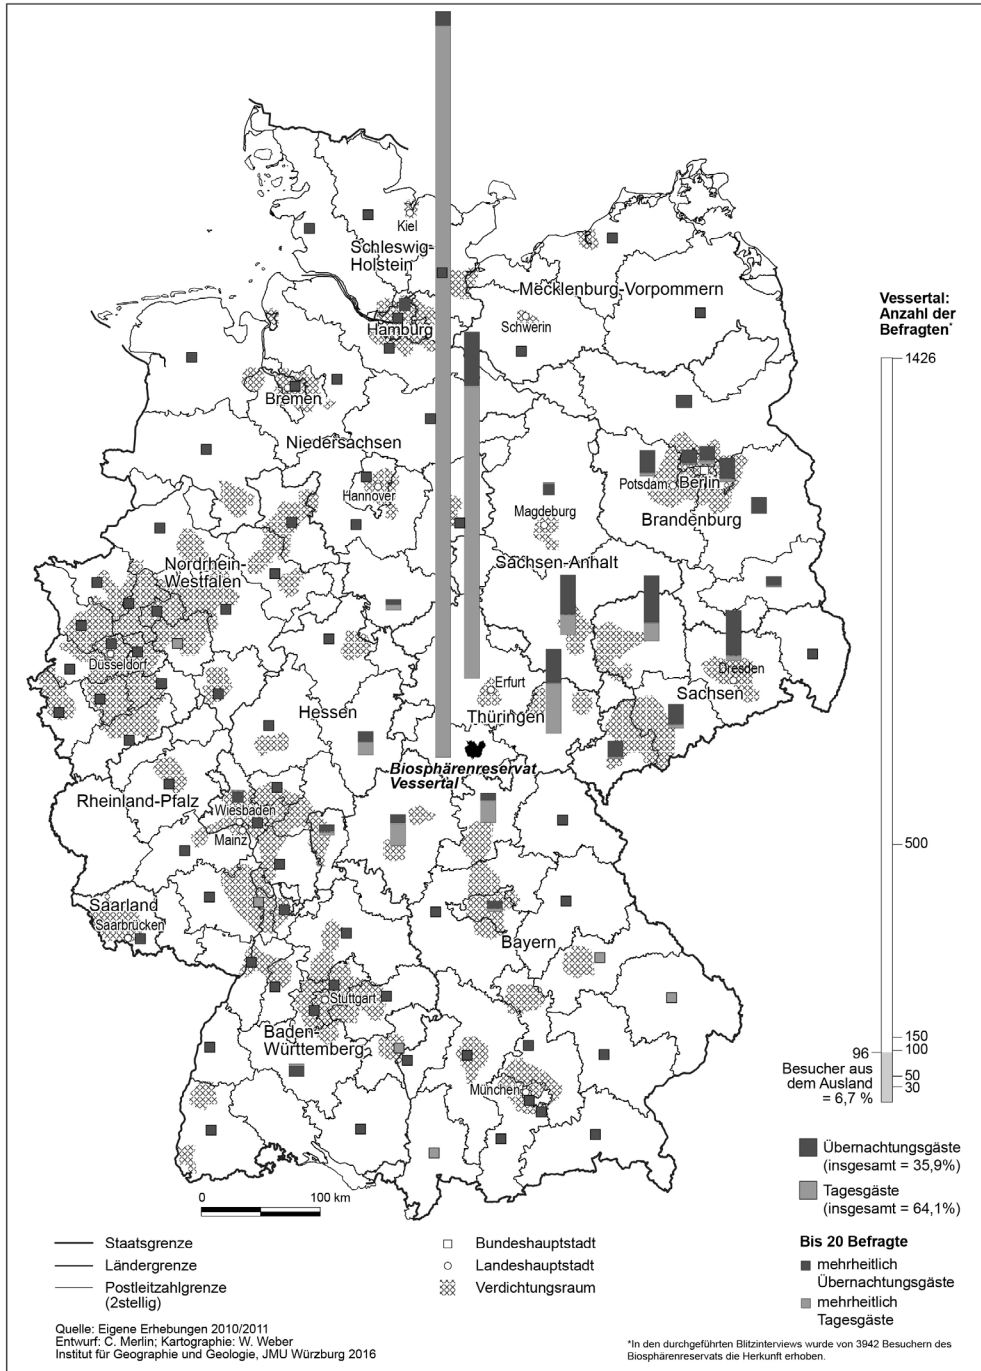 Kiel
Schleswig-
Holstein
Mecklenburg-Vorpommern
Schwerin
Hamburg
Bremen
Niedersachsen
Hannover
Potsdam
Berlin
Brandenburg
Magdeburg
Sachsen-Anhalt
Nordrhein-
Westfalen
Düsseldorf
Dresden
Sachsen
Erfurt
Thüringen
Hessen
Biosphärenreservat
Vessertal
Rheinland-Pfalz
Wiesbaden
Mainz
Saarland
Saarbrücken
Bayern
Stuttgart
Baden-
Württemberg
München
Vessertal:
Anzahl der
Befragten*
1426
500
150
100
50
30
96
Besucher aus
dem Ausland
= 6,7 %
Übernachtungsgäste
(insgesamt = 35,9%)
Tagesgäste
(insgesamt = 64,1%)
Bis 20 Befragte
mehrheitlich
Übernachtungsgäste
mehrheitlich
Tagesgäste
0 100 km
Staatsgrenze
Ländergrenze
Postleitzahlgrenze
(2stellig)
Bundeshauptstadt
Landeshauptstadt
Verdichtungsraum
Quelle: Eigene Erhebungen 2010/2011
Entwurf: C. Merlin; Kartographie: W. Weber
Institut für Geographie und Geologie, JMU Würzburg 2016
*In den durchgeführten Blitzinterviews wurde von 3942 Besuchern des
Biosphärenreservats die Herkunft erhoben.